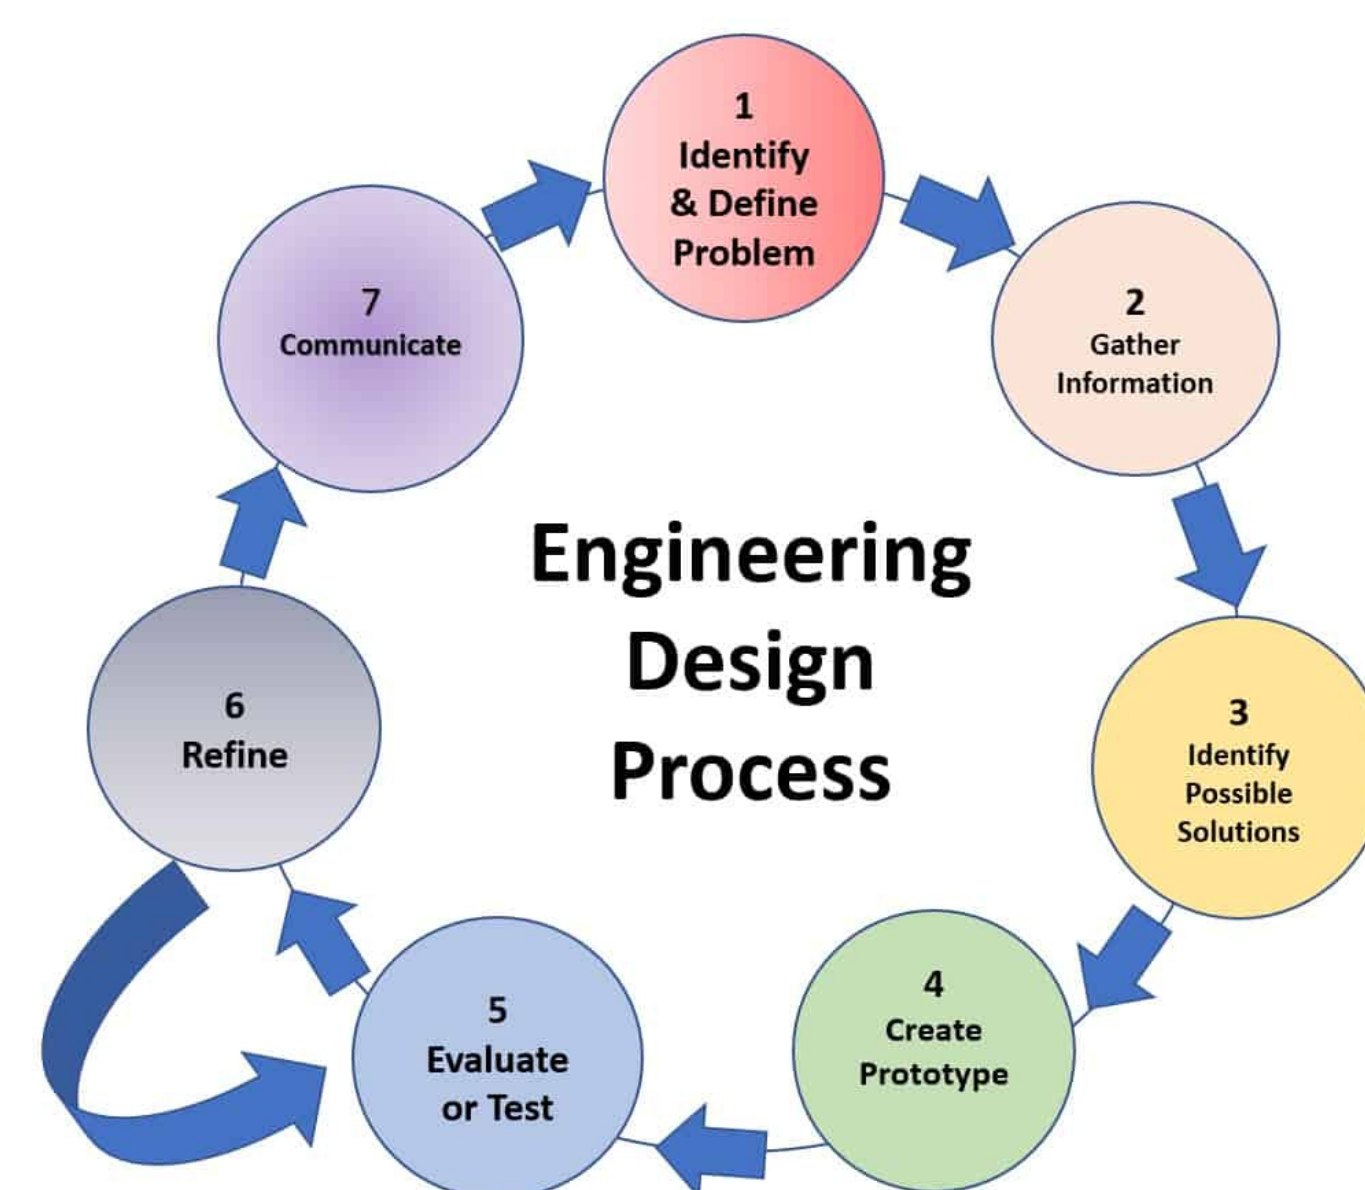 1
Identify
& Define
Problem
2
Gather
Information
3
Identify
Possible
Solutions
4
Create
Prototype
5
Evaluate
or Test
6
Refine
7
Communicate
Engineering
Design
Process